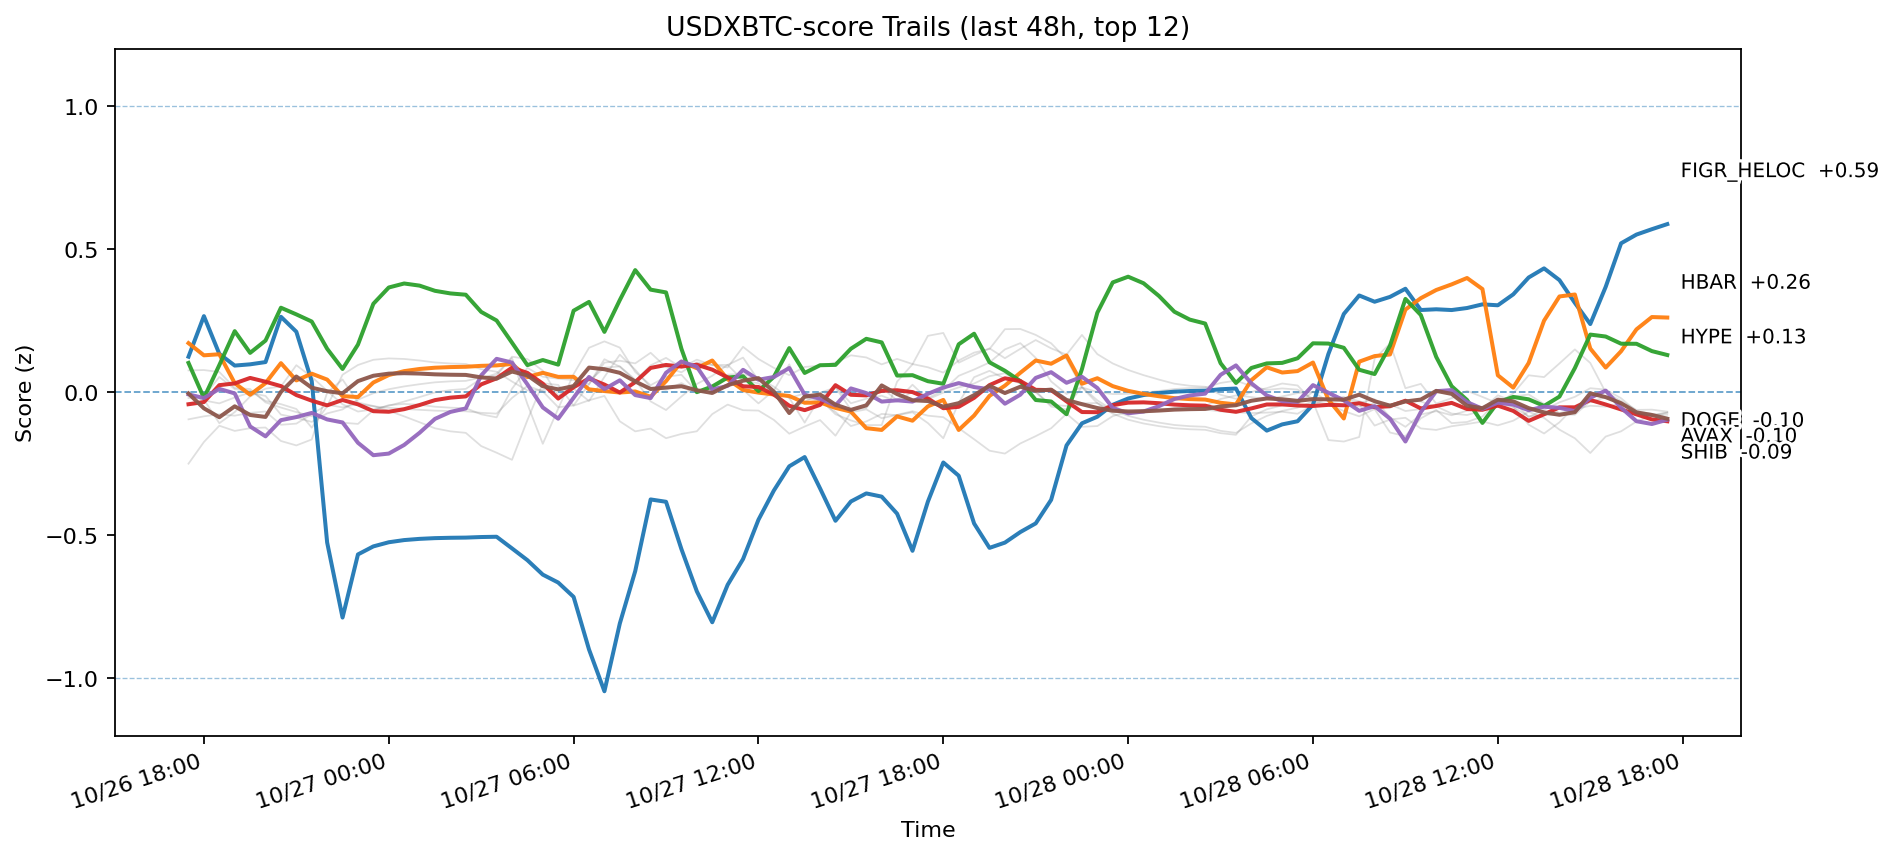 USDXBTC-score Trails (last 48h, top 12)
Score (z)
1.0
0.5
0.0
−0.5
−1.0
FIGR_HELOC +0.59
HBAR +0.26
HYPE +0.13
DOGE -0.10
AVAX -0.10
SHIB -0.09
10/26 18:00
10/27 00:00
10/27 06:00
10/27 12:00
10/27 18:00
10/28 00:00
10/28 06:00
10/28 12:00
10/28 18:00
Time